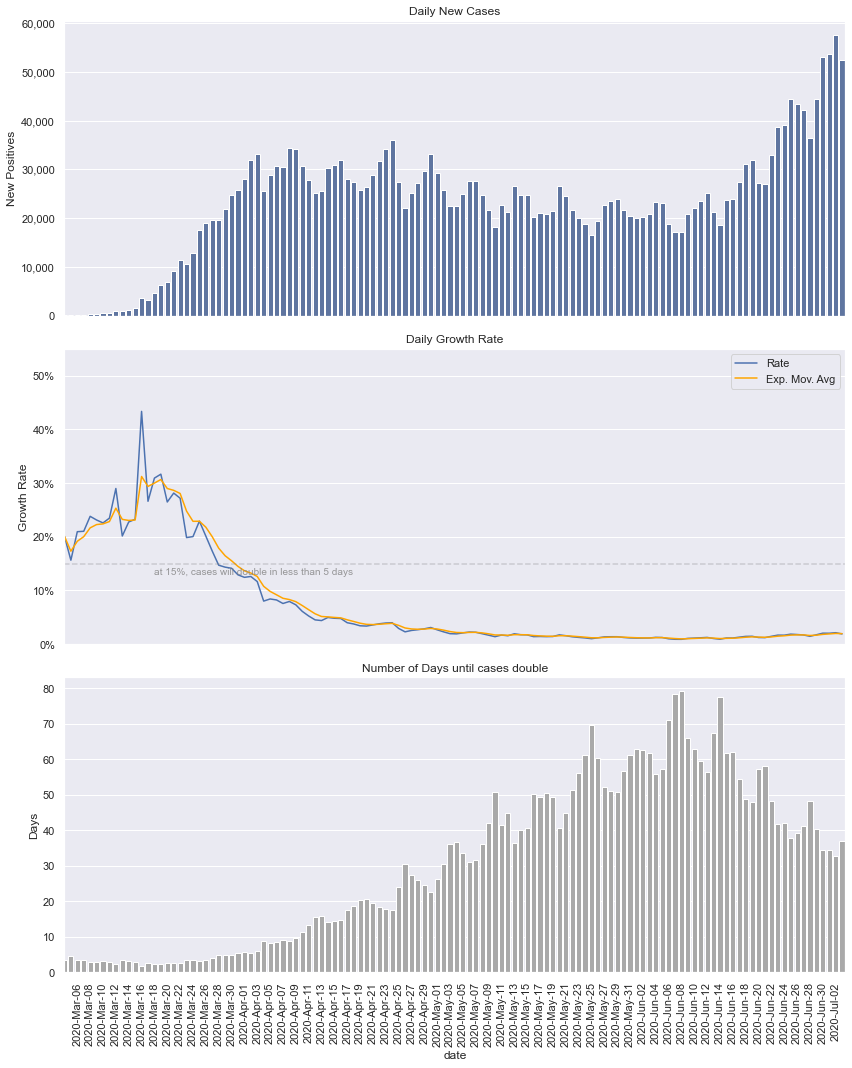 Daily New Cases
60,000
50,000
40,000
30,000
20,000
10,000
0
New Positives
Daily Growth Rate
Rate
Exp. Mov. Avg
50%
40%
30%
20%
10%
0%
Growth Rate
at 15%, cases will double in less than 5 days
Number of Days until cases double
80
70
60
50
40
30
20
10
0
Days
2020-Mar-06
2020-Mar-08
2020-Mar-10
2020-Mar-12
2020-Mar-14
2020-Mar-16
2020-Mar-18
2020-Mar-20
2020-Mar-22
2020-Mar-24
2020-Mar-26
2020-Mar-28
2020-Mar-30
2020-Apr-01
2020-Apr-03
2020-Apr-05
2020-Apr-07
2020-Apr-09
2020-Apr-11
2020-Apr-13
2020-Apr-15
2020-Apr-17
2020-Apr-19
2020-Apr-21
2020-Apr-23
2020-Apr-25
2020-Apr-27
2020-Apr-29
2020-May-01
2020-May-03
2020-May-05
2020-May-07
2020-May-09
2020-May-11
2020-May-13
2020-May-15
2020-May-17
2020-May-19
2020-May-21
2020-May-23
2020-May-25
2020-May-27
2020-May-29
2020-May-31
2020-Jun-02
2020-Jun-04
2020-Jun-06
2020-Jun-08
2020-Jun-10
2020-Jun-12
2020-Jun-14
2020-Jun-16
2020-Jun-18
2020-Jun-20
2020-Jun-22
2020-Jun-24
2020-Jun-26
2020-Jun-28
2020-Jun-30
2020-Jul-02
date